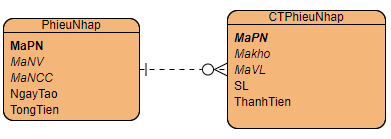 PhieuNhap
MaPN
MaNV
MaNCC
NgayTao
TongTien
CTPhieuNhap
MaPN
Makho
MaVL
SL
ThanhTien